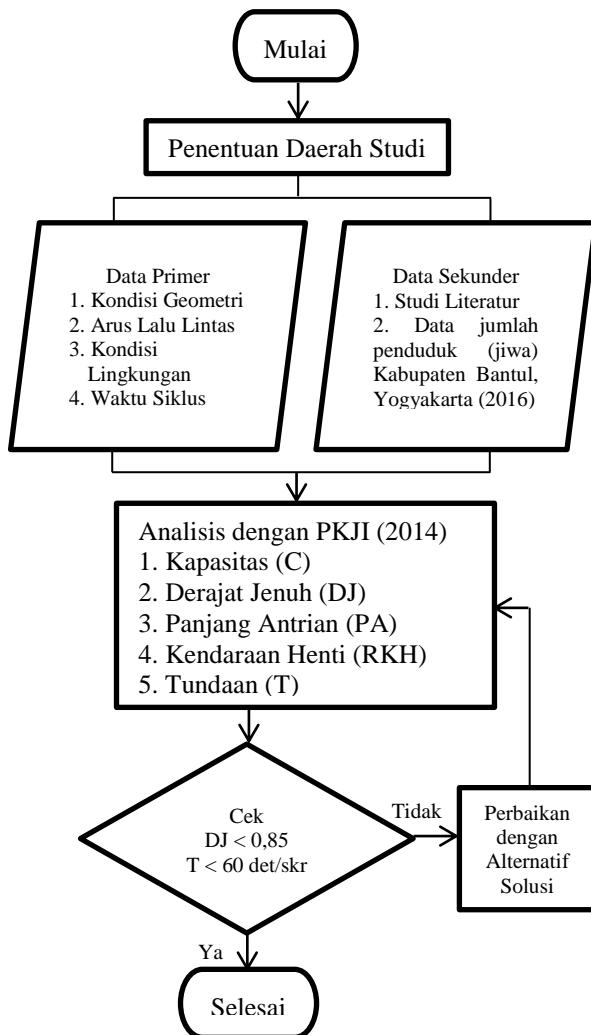 Mulai
Penentuan Daerah Studi
Data Primer
1. Kondisi Geometri
2. Arus Lalu Lintas
3. Kondisi
Lingkungan
4. Waktu Siklus
Data Sekunder
1. Studi Literatur
2. Data jumlah
penduduk (jiwa)
Kabupaten Bantul,
Yogyakarta (2016)
Analisis dengan PKJI (2014)
1. Kapasitas (C)
2. Derajat Jenuh (DJ)
3. Panjang Antrian (PA)
4. Kendaraan Henti (RKH)
5. Tundaan (T)
Cek
DJ < 0,85
T < 60 det/skr
Tidak
Perbaikan
dengan
Alternatif
Solusi
Ya
Selesai